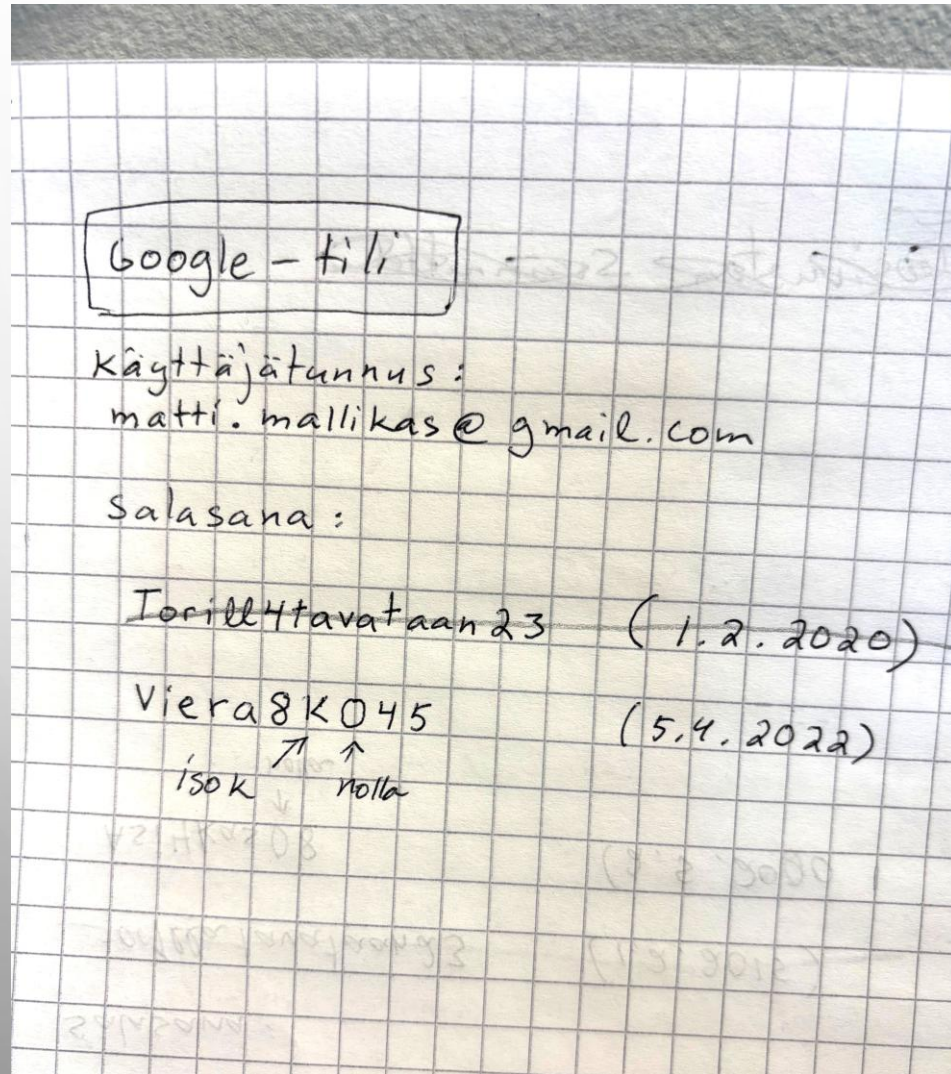 Google - tili
Käyttäjätunnus:
matti.mallikas@gmail.com
Salasana:
Torill4tavataan23 (1.2.2020)
Viera8K045 (5.4.2022)
iso K nolla